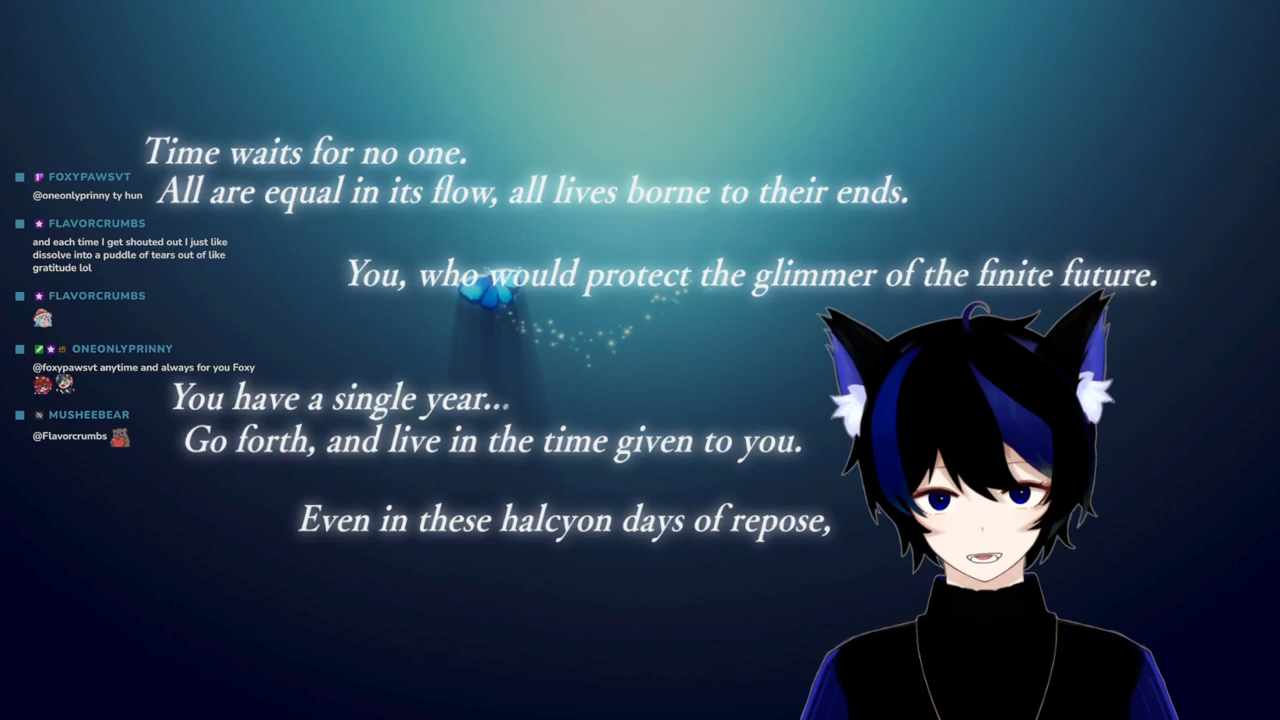 Time waits for no one.
All are equal in its flow, all lives borne to their ends.
You, who would protect the glimmer of the finite future.
You have a single year...
Go forth, and live in the time given to you.
Even in these halcyon days of repose,
FOXYPAWSVT
@oneonlyprinny ty hun
FLAVORCRUMBS
and each time I get shouted out I just like
dissolve into a puddle of tears out of like
gratitude lol
FLAVORCRUMBS
ONEONLYPRINNY
@foxypawsvt anytime and always for you Foxy
MUSHEEBEAR
@Flavorcrumbs